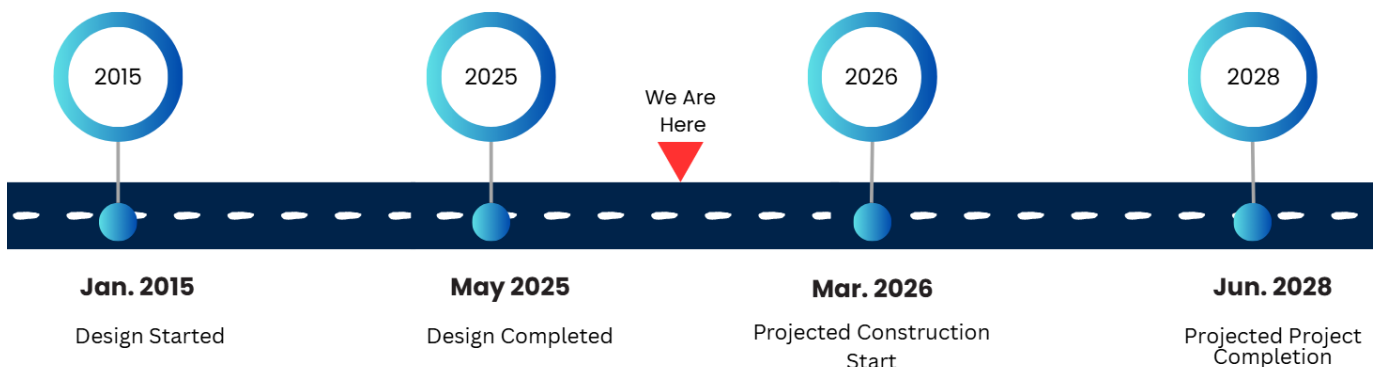 2015
2025
We Are
Here
2026
2028
Jan. 2015
Design Started
May 2025
Design Completed
Mar. 2026
Projected Construction
Start
Jun. 2028
Projected Project
Completion